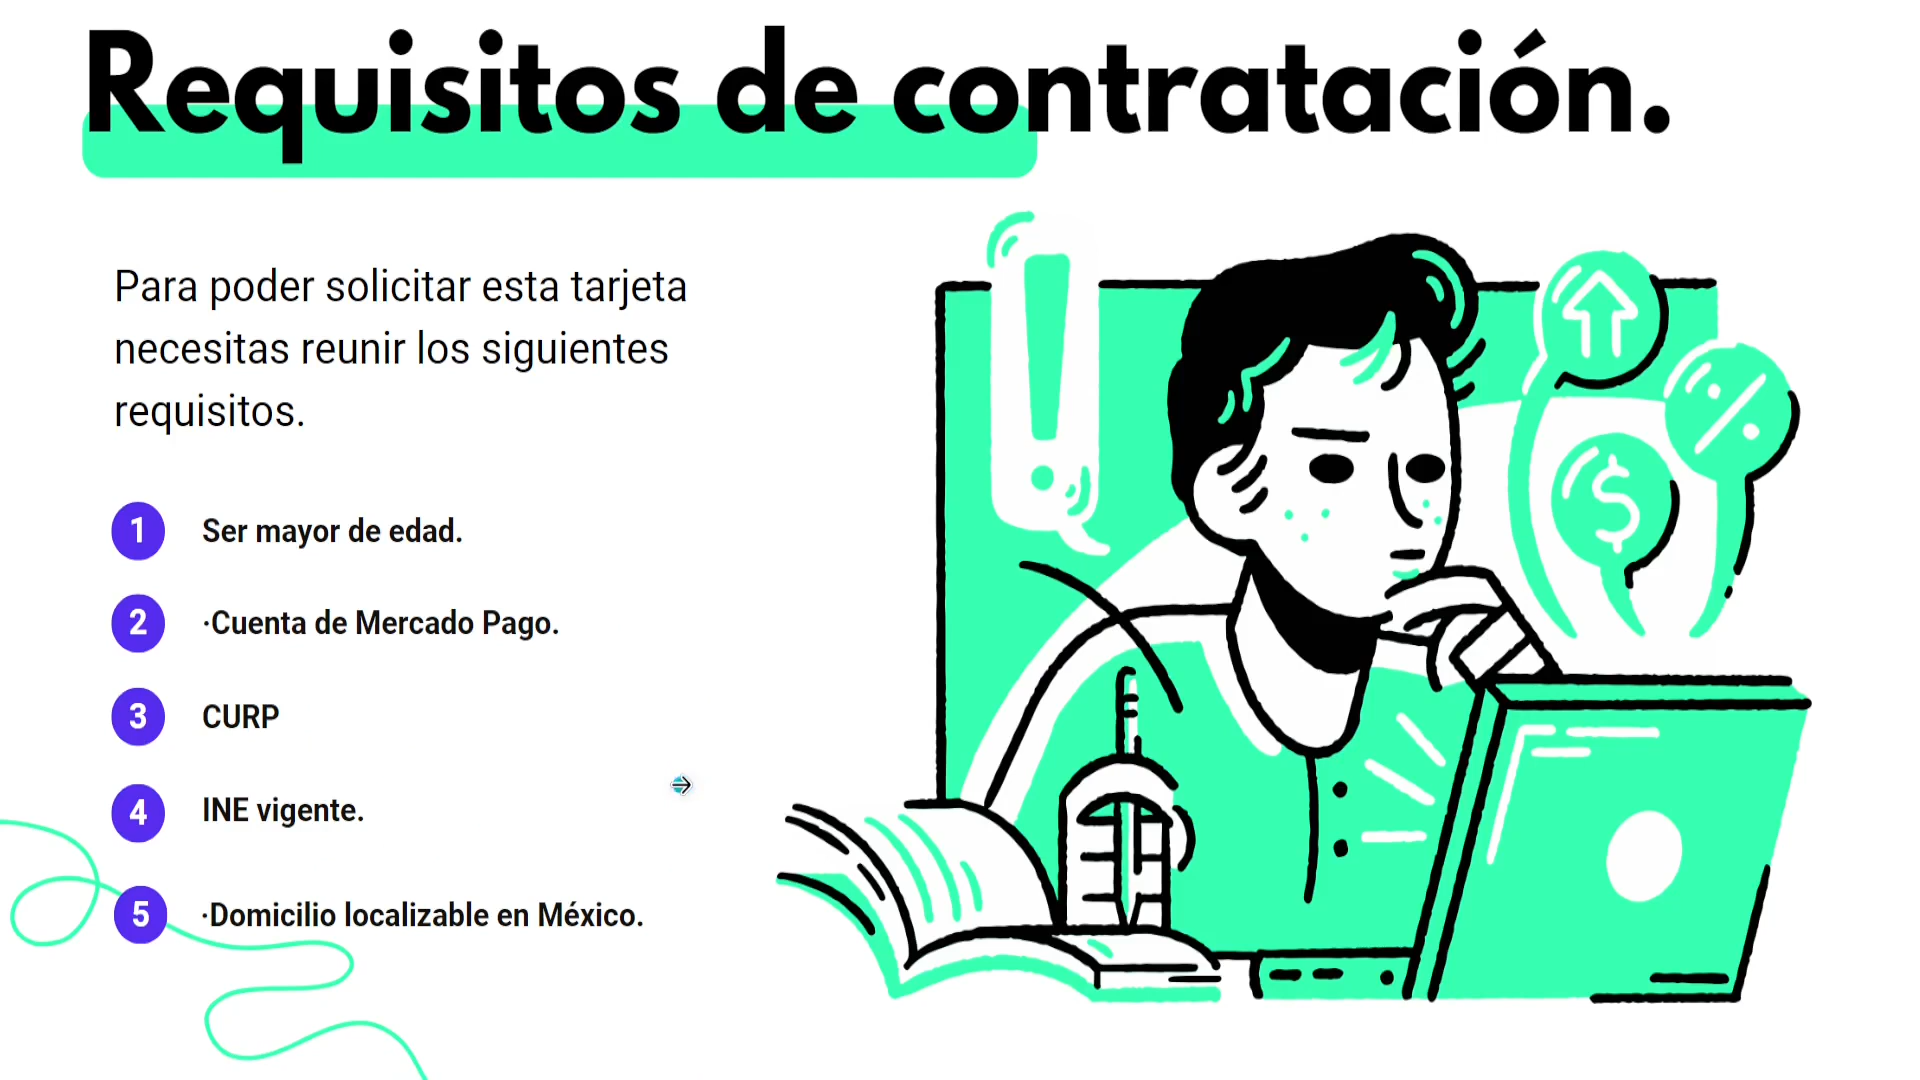 Requisitos de contratación.
Para poder solicitar esta tarjeta
necesitas reunir los siguientes
requisitos.
1 Ser mayor de edad.
2 ·Cuenta de Mercado Pago.
3 CURP
4 INE vigente.
5 ·Domicilio localizable en México.
% 
$